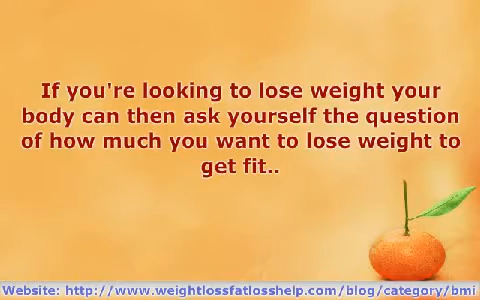 If you're looking to lose weight your
body can then ask yourself the question
of how much you want to lose weight to
get fit..
Website: http://www.weightlossfatlosshelp.com/blog/category/bmi